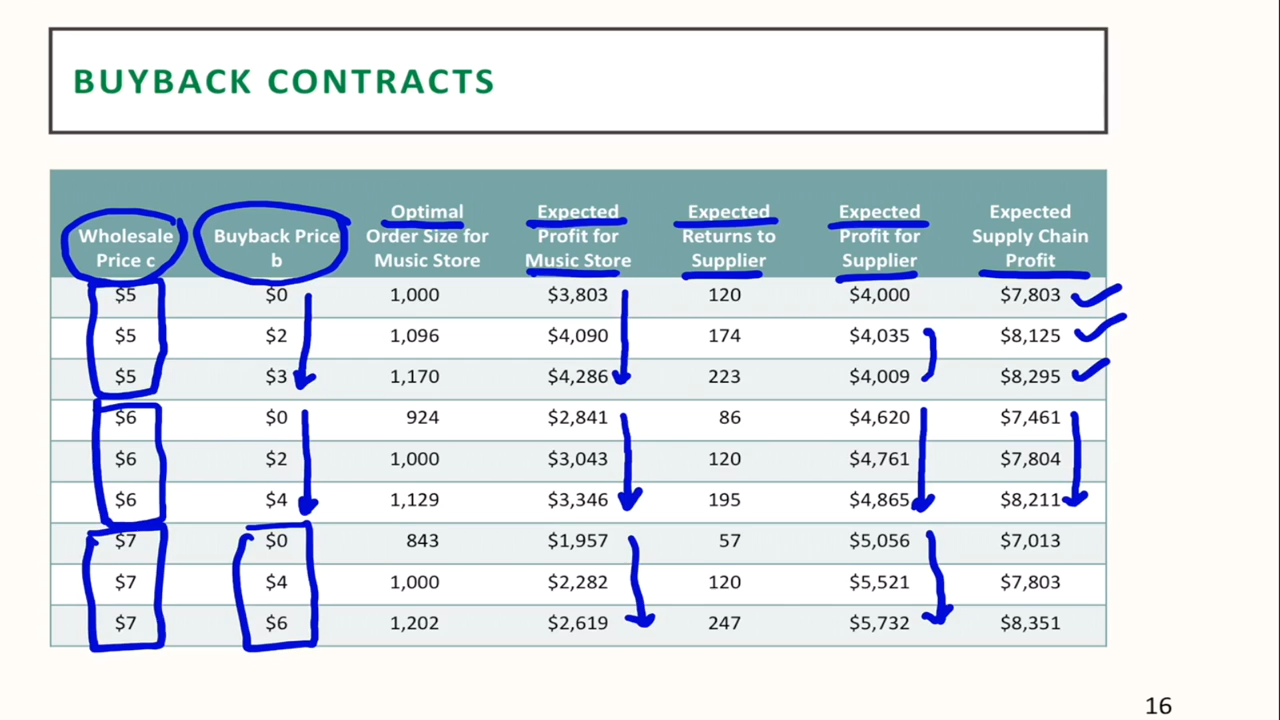 BUYBACK CONTRACTS
Wholesale Price c Buyback Price b Optimal Order Size for Music Store Expected Profit for Music Store Expected Returns to Supplier Expected Profit for Supplier Expected Supply Chain Profit
$5 $0 1,000 $3,803 120 $4,000 $7,803
$5 $2 1,096 $4,090 174 $4,035 $8,125
$5 $3 1,170 $4,286 223 $4,009 $8,295
$6 $0 924 $2,841 86 $4,620 $7,461
$6 $2 1,000 $3,043 120 $4,761 $7,804
$6 $4 1,129 $3,346 195 $4,865 $8,211
$7 $0 843 $1,957 57 $5,056 $7,013
$7 $4 1,000 $2,282 120 $5,521 $7,803
$7 $6 1,202 $2,619 247 $5,732 $8,351
16